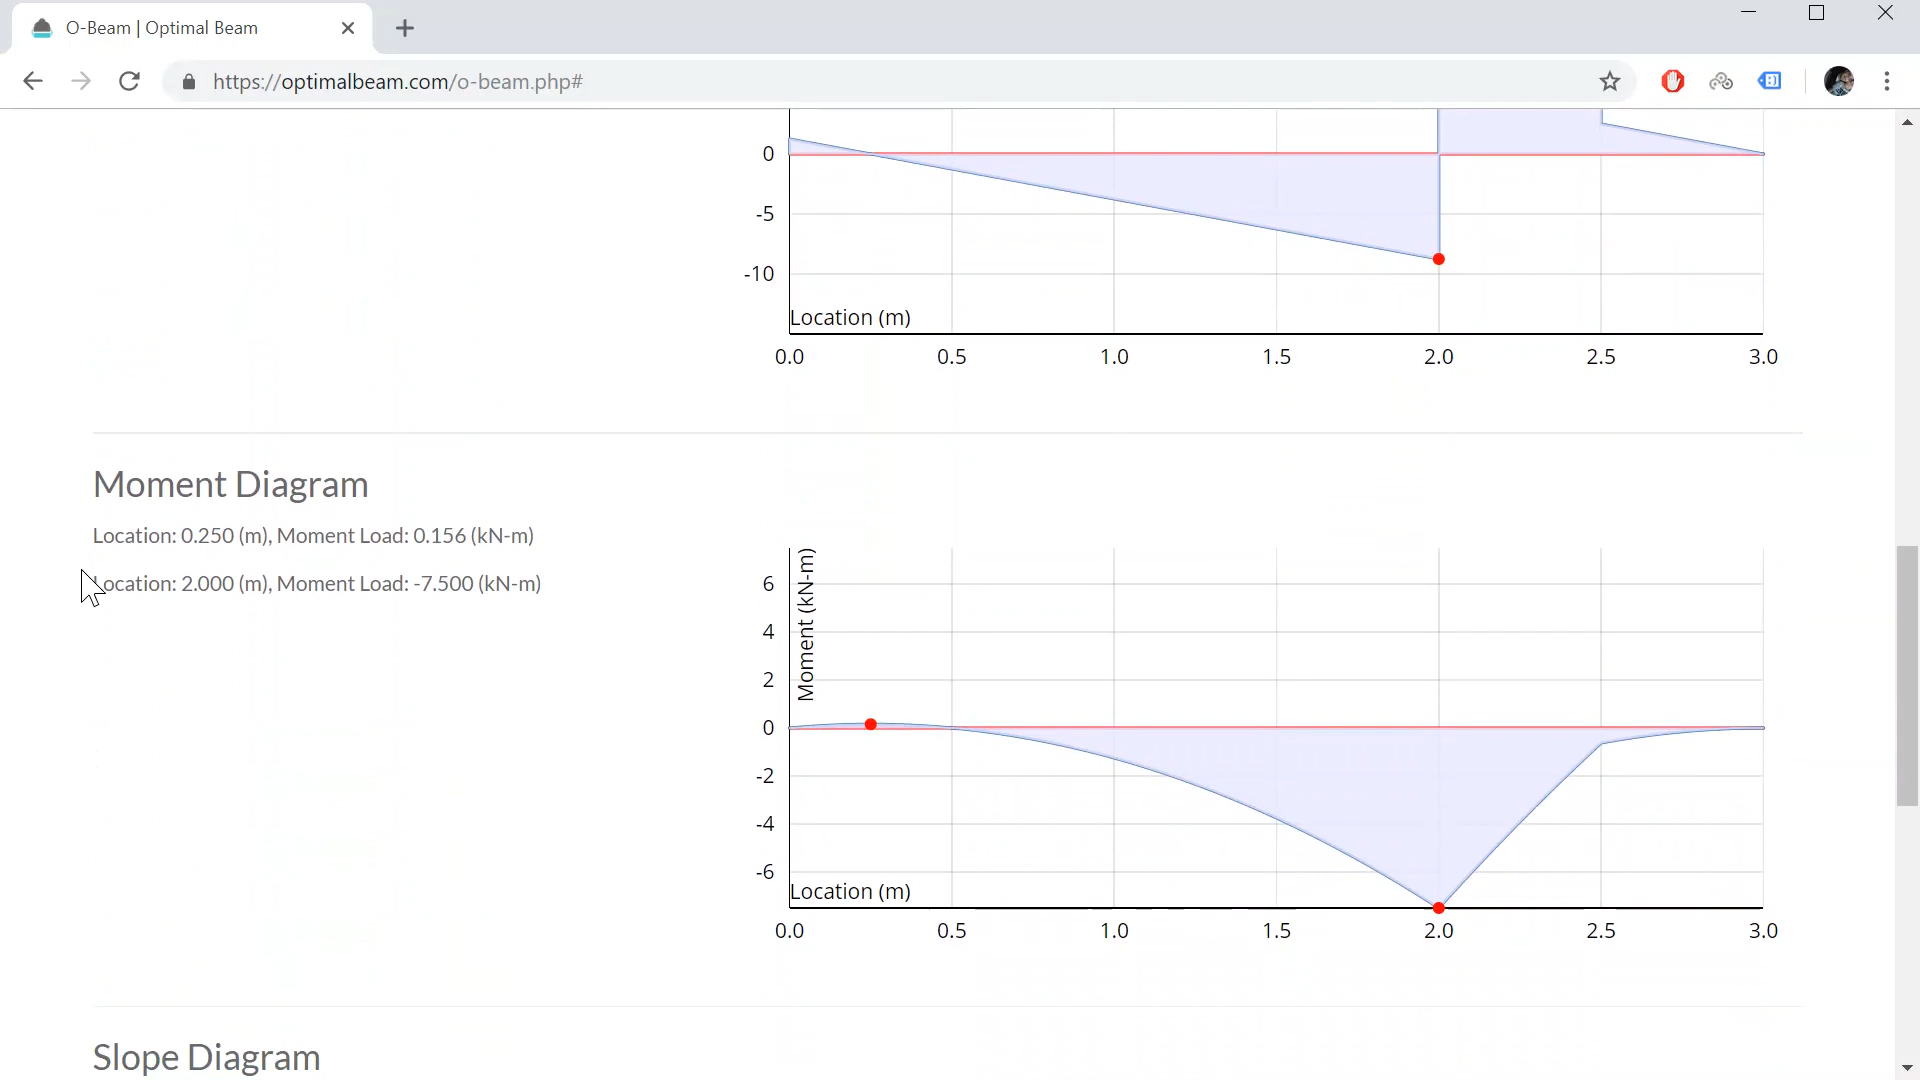 O-Beam | Optimal Beam
https://optimalbeam.com/o-beam.php#
0
-5
-10
Location (m)
0.0 0.5 1.0 1.5 2.0 2.5 3.0
Moment Diagram
Location: 0.250 (m), Moment Load: 0.156 (kN-m)
Location: 2.000 (m), Moment Load: -7.500 (kN-m)
Moment (kN-m)
6
4
2
0
-2
-4
-6
Location (m)
0.0 0.5 1.0 1.5 2.0 2.5 3.0
Slope Diagram